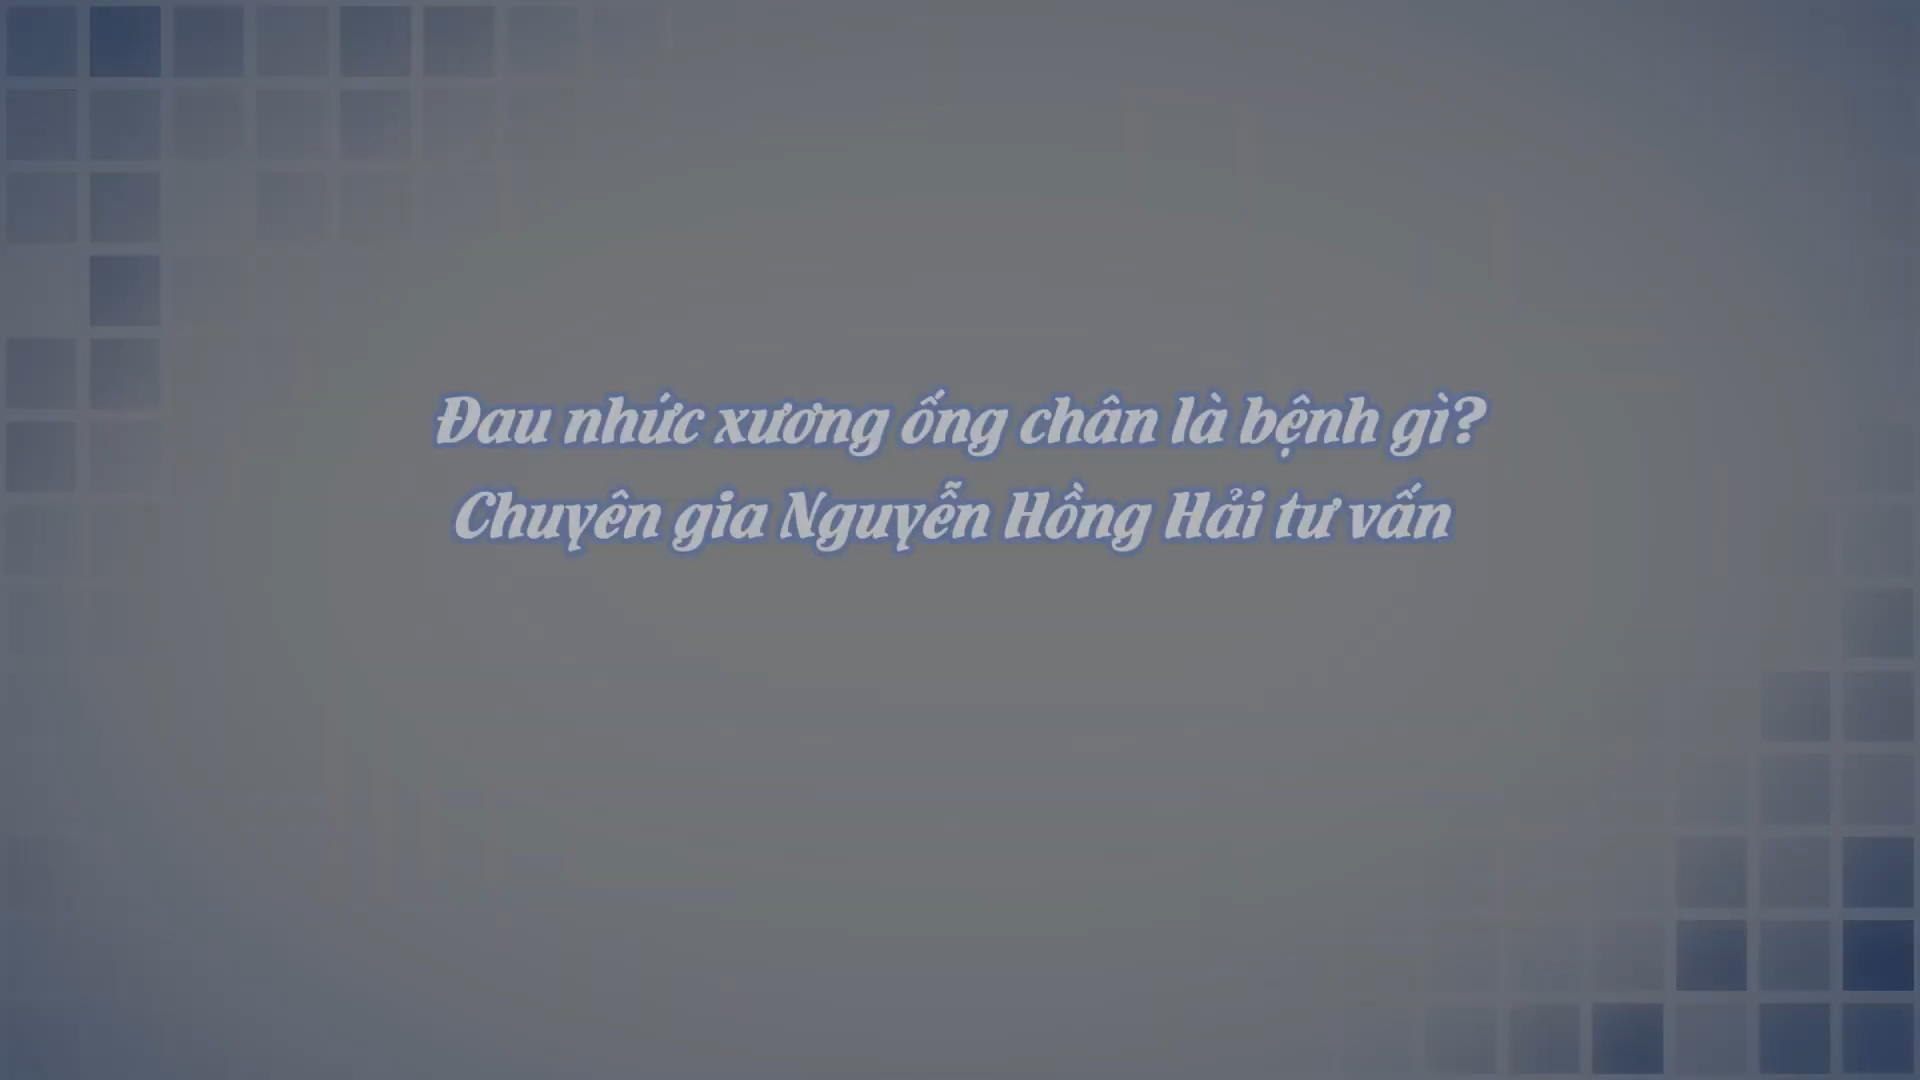 Đau nhức xương ống chân là bệnh gì?
Chuyên gia Nguyễn Hồng Hải tư vấn